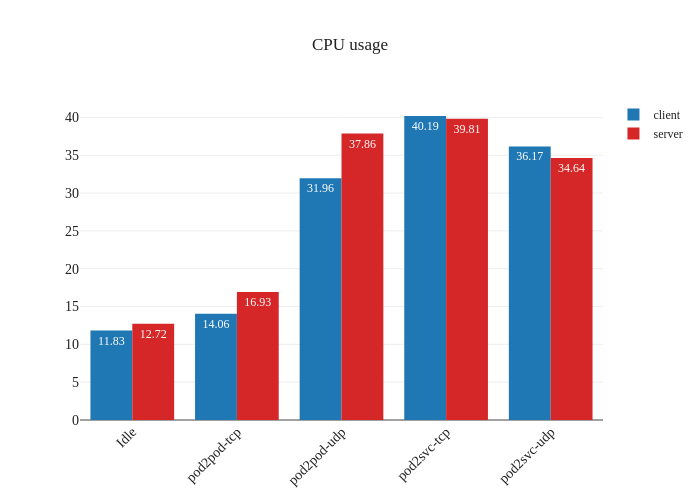 CPU usage
client
server
40
35
30
25
20
15
10
5
0
11.83
12.72
14.06
16.93
31.96
37.86
40.19
39.81
36.17
34.64
Idle
pod2pod-tcp
pod2pod-udp
pod2svc-tcp
pod2svc-udp